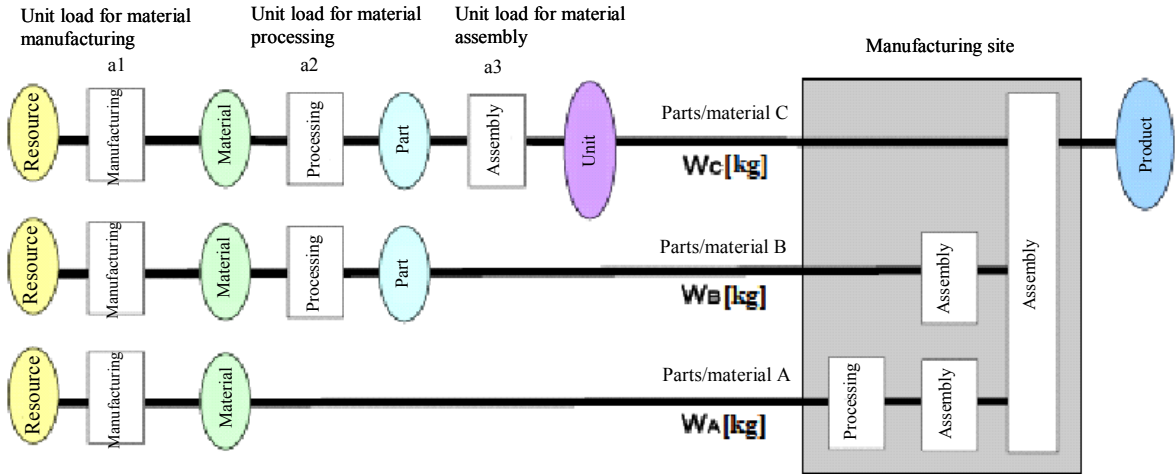 Unit load for material
manufacturing
a1
Unit load for material
processing
a2
Unit load for material
assembly
a3
Manufacturing site
Resource
Manufacturing
Material
Processing
Part
Assembly
Unit
Parts/material C
Wc[kg]
Assembly
Product
Resource
Manufacturing
Material
Processing
Part
Parts/material B
WB[kg]
Assembly
Resource
Manufacturing
Material
Parts/material A
WA[kg]
Processing
Assembly